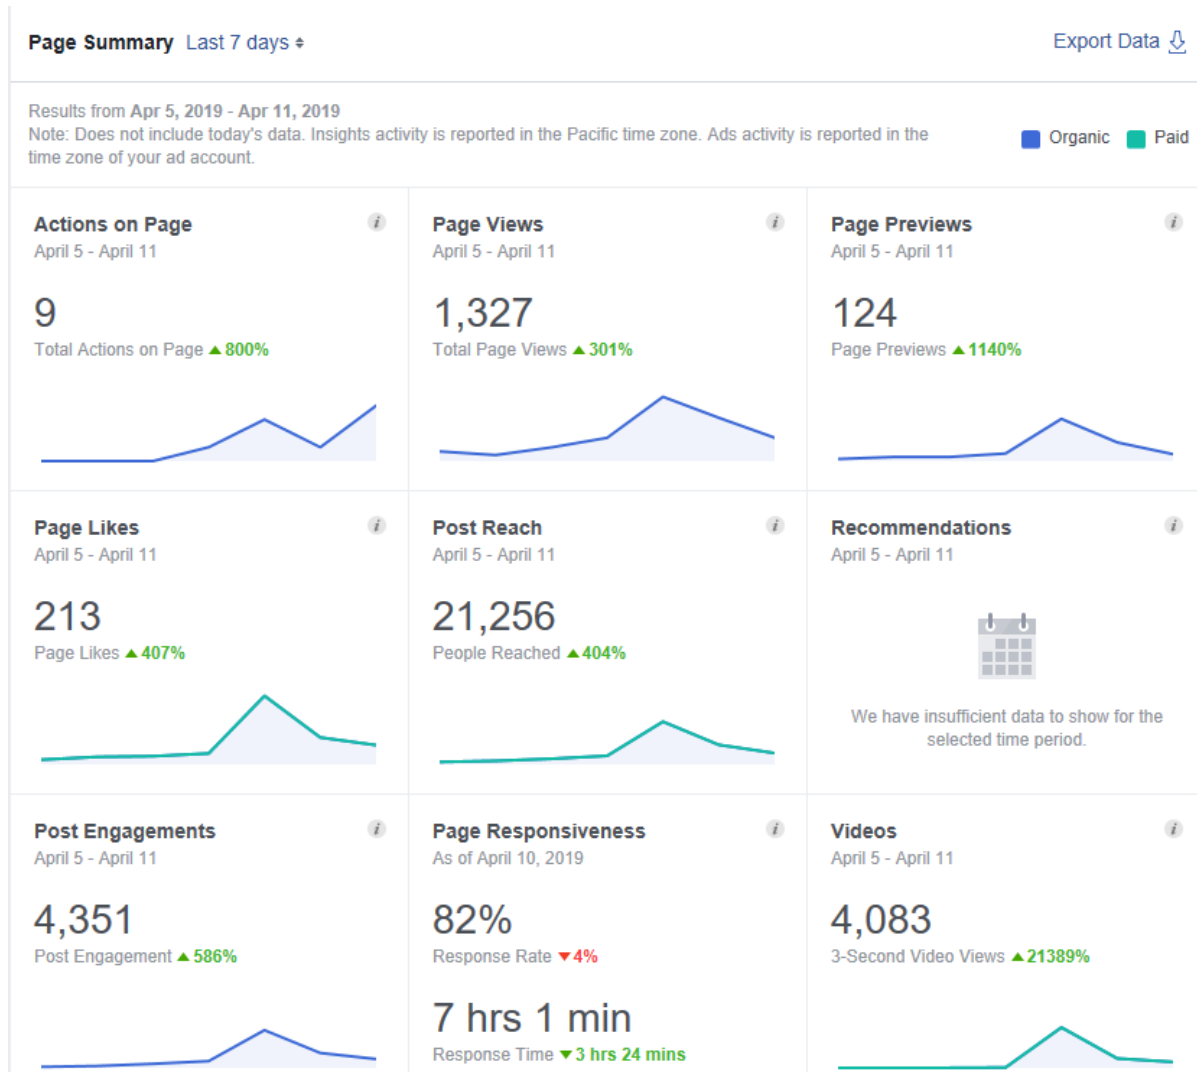 Page Summary Last 7 days
Export Data
Results from Apr 5, 2019 - Apr 11, 2019
Note: Does not include today's data. Insights activity is reported in the Pacific time zone. Ads activity is reported in the
time zone of your ad account.
Organic Paid
Actions on Page
April 5 - April 11
9
Total Actions on Page ▲ 800%
Page Views
April 5 - April 11
1,327
Total Page Views ▲ 301%
Page Previews
April 5 - April 11
124
Page Previews ▲ 1140%
Page Likes
April 5 - April 11
213
Page Likes ▲ 407%
Post Reach
April 5 - April 11
21,256
People Reached ▲ 404%
Recommendations
April 5 - April 11
We have insufficient data to show for the
selected time period.
Post Engagements
April 5 - April 11
4,351
Post Engagement ▲ 586%
Page Responsiveness
As of April 10, 2019
82%
Response Rate ▼ 4%
7 hrs 1 min
Response Time ▼ 3 hrs 24 mins
Videos
April 5 - April 11
4,083
3-Second Video Views ▲ 21389%